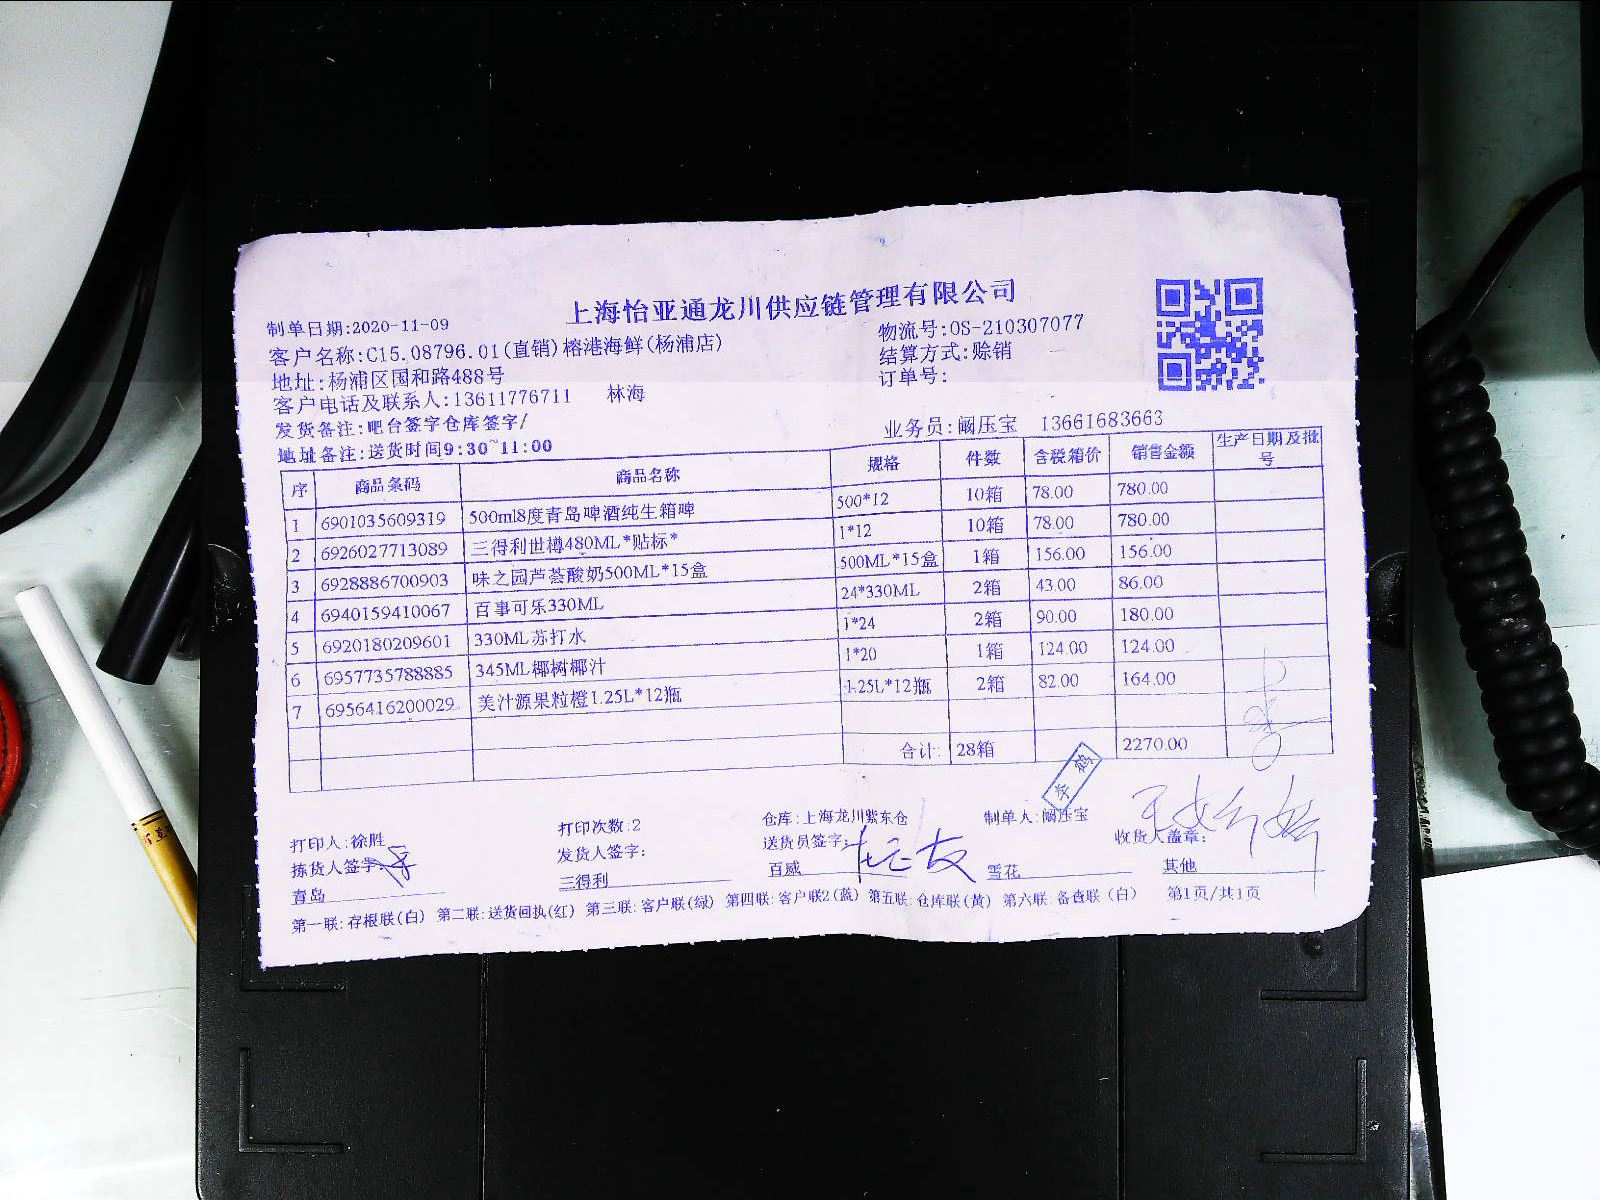 上海怡亚通龙川供应链管理有限公司
制单日期:2020-11-09
物流号:OS-210307077
客户名称:C15.08796.01(直销)榕港海鲜(杨浦店)
结算方式:赊销
地址:杨浦区国和路488号
订单号:
客户电话及联系人:13611776711 林海
发货备注:吧台签字仓库签字/
业务员:阚压宝 13661683663
地址备注:送货时间9:30~11:00
序 商品条码 商品名称 规格 件数 含税箱价 销售金额 生产日期及批号
1 6901035609319 500ml8度青岛啤酒纯生箱啤 500*12 10箱 78.00 780.00
2 6926027713089 三得利世樽480ML*贴标* 1*12 10箱 78.00 780.00
3 6928886700903 味之园芦荟酸奶500ML*15盒 500ML*15盒 1箱 156.00 156.00
4 6940159410067 百事可乐330ML 24*330ML 2箱 43.00 86.00
5 6920180209601 330ML苏打水 1*24 2箱 90.00 180.00
6 6957735788885 345ML椰树椰汁 1*20 1箱 124.00 124.00
7 6956416200029 美汁源果粒橙1.25L*12瓶 1.25L*12瓶 2箱 82.00 164.00
合计: 28箱 2270.00
打印人:徐胜 打印次数:2 仓库:上海龙川紫东仓 制单人:阚压宝
拣货人签字: 发货人签字: 送货员签字: 收货人盖章:
青岛 三得利 百威 雪花 其他
第一联:存根联(白) 第二联:送货回执(红) 第三联:客户联(绿) 第四联:客户联2(蓝) 第五联:仓库联(黄) 第六联:备查联(白) 第1页/共1页